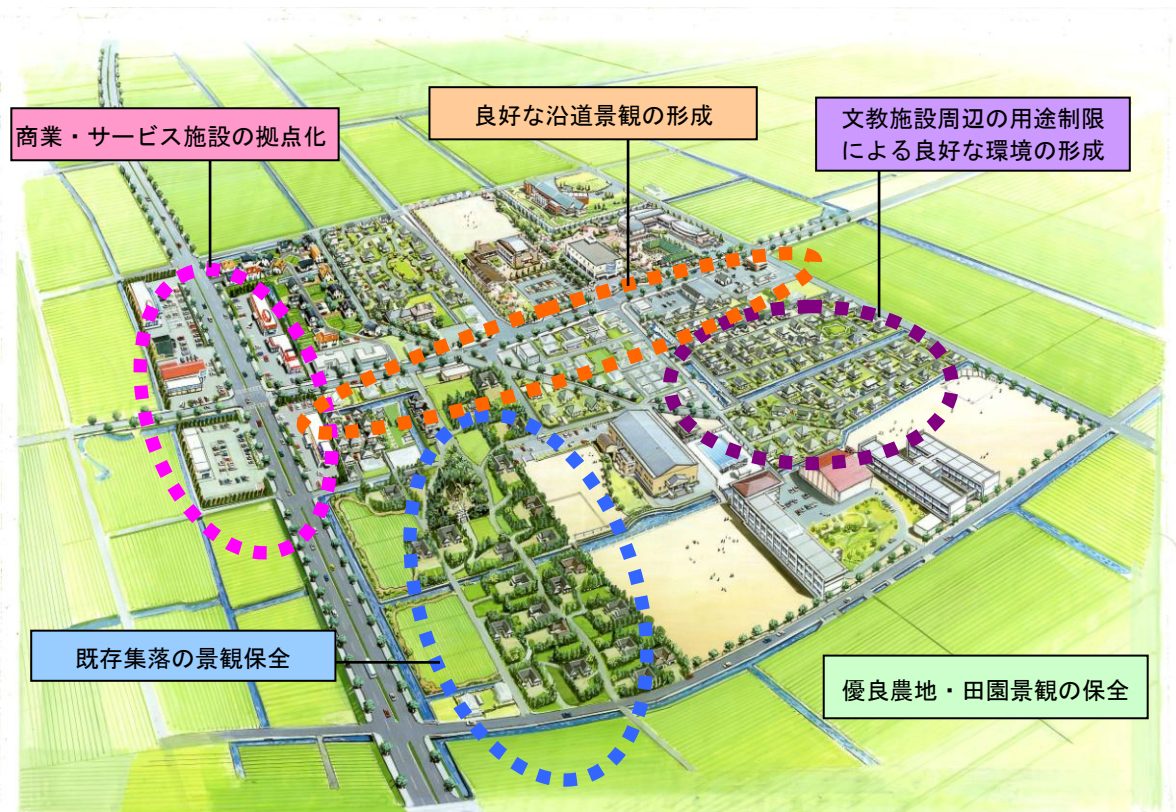 商業・サービス施設の拠点化
良好な沿道景観の形成
文教施設周辺の用途制限
による良好な環境の形成
既存集落の景観保全
優良農地・田園景観の保全